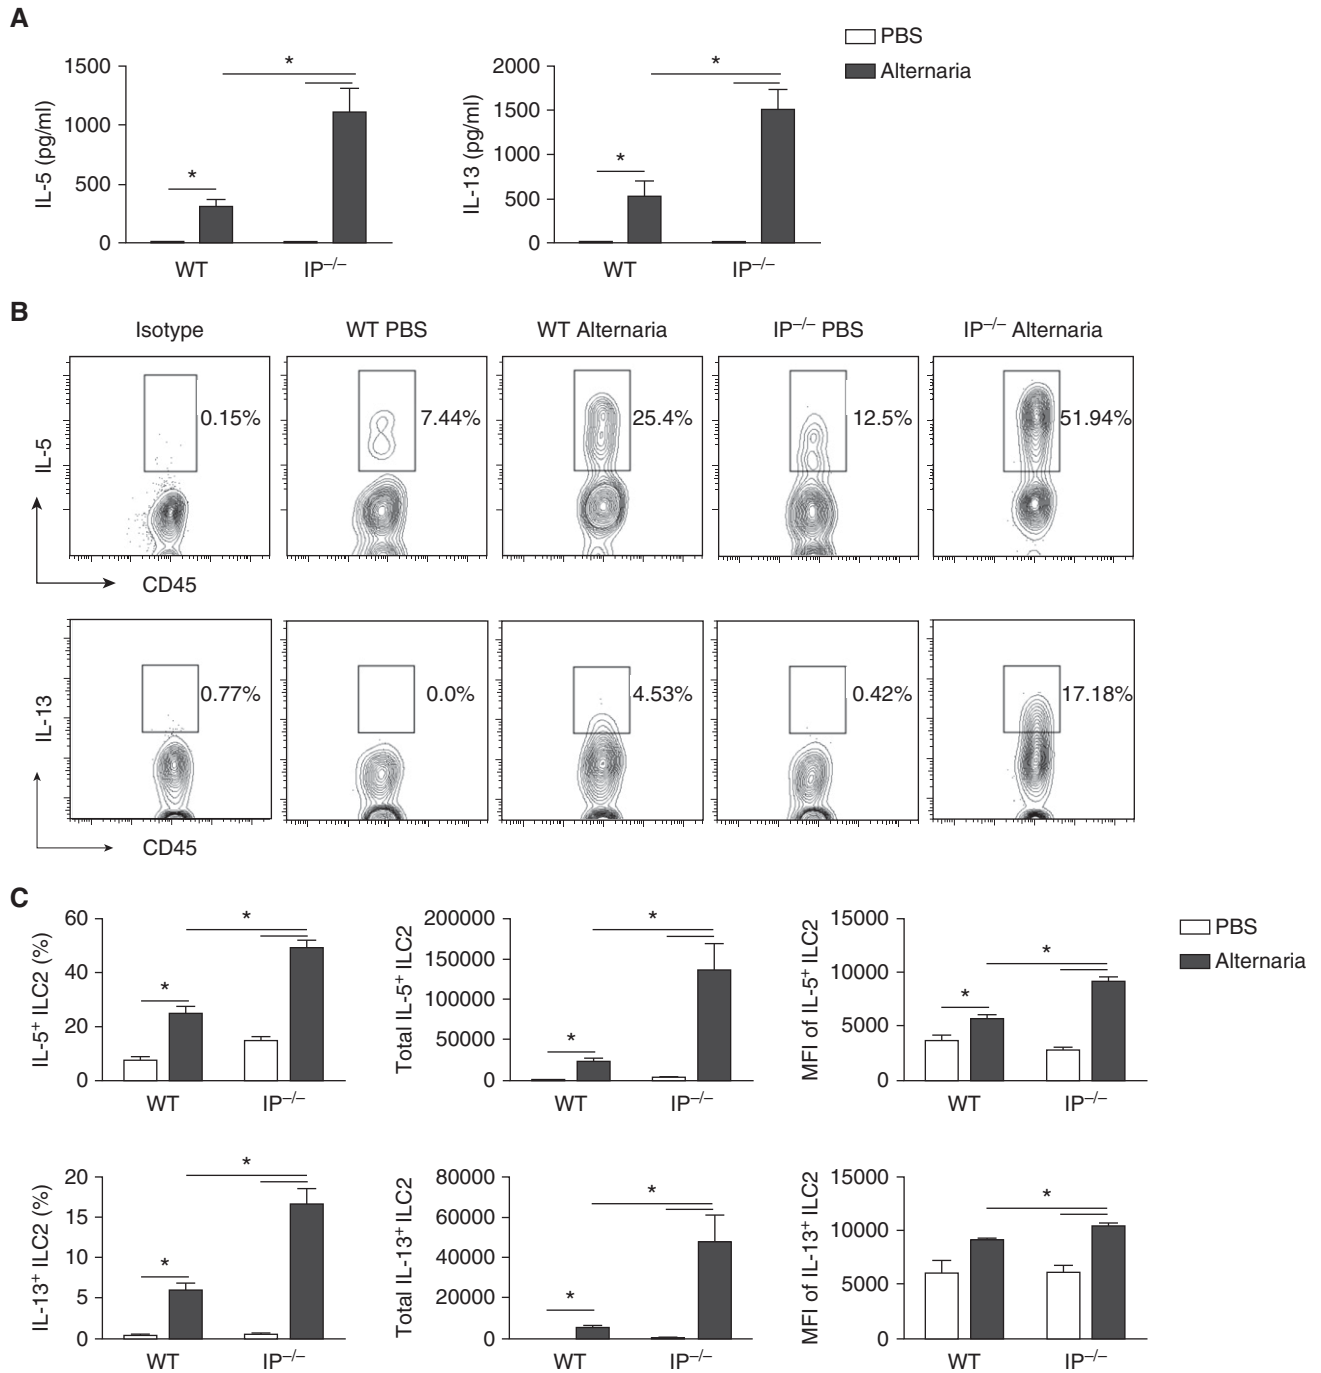 A
PBS
Alternaria
*
*
1500
1000
500
0
IL-5 (pg/ml)
WT
IP–/–
*
*
2000
1500
1000
500
0
IL-13 (pg/ml)
WT
IP–/–
B
Isotype
WT PBS
WT Alternaria
IP–/– PBS
IP–/– Alternaria
IL-5
0.15%
7.44%
25.4%
12.5%
51.94%
CD45
IL-13
0.77%
0.0%
4.53%
0.42%
17.18%
CD45
C
PBS
Alternaria
*
*
60
40
20
0
IL-5+ ILC2 (%)
WT
IP–/–
*
*
200000
150000
100000
50000
0
Total IL-5+ ILC2
WT
IP–/–
*
*
15000
10000
5000
0
MFI of IL-5+ ILC2
WT
IP–/–
*
*
20
15
10
5
0
IL-13+ ILC2 (%)
WT
IP–/–
*
*
80000
60000
40000
20000
0
Total IL-13+ ILC2
WT
IP–/–
*
15000
10000
5000
0
MFI of IL-13+ ILC2
WT
IP–/–